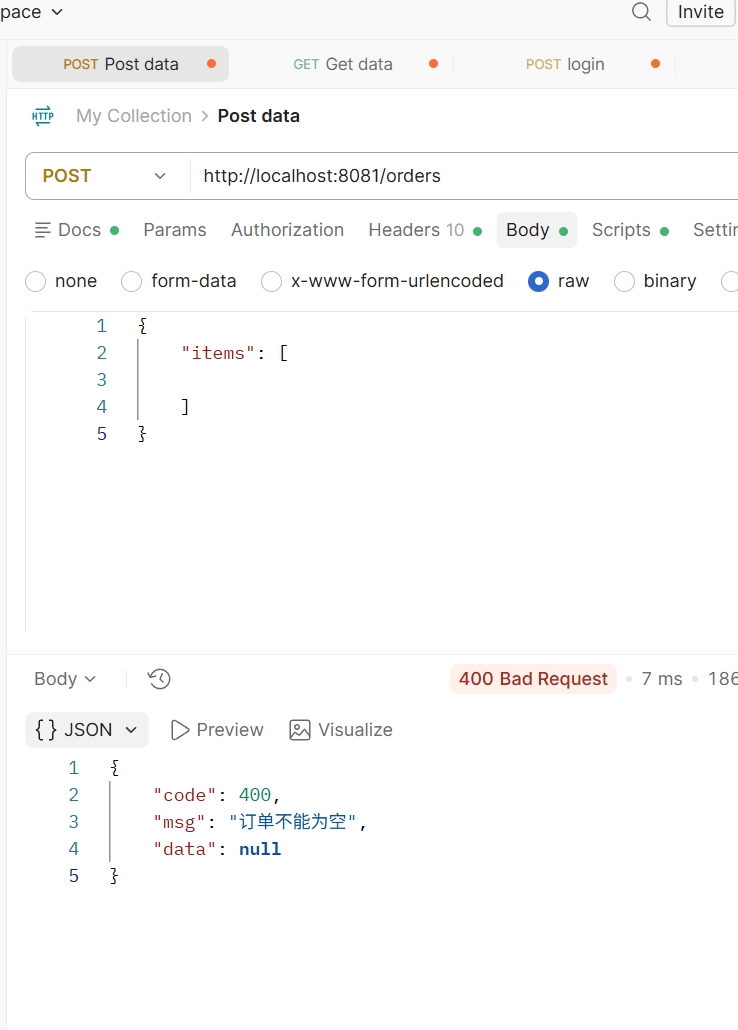 pace
Invite
POST Post data
GET Get data
POST login
HTTP
My Collection > Post data
POST
http://localhost:8081/orders
Docs
Params
Authorization
Headers 10
Body
Scripts
Settin
none
form-data
x-www-form-urlencoded
raw
binary
1 {
2 "items": [
3
4 ]
5 }
Body
400 Bad Request
7 ms
186
{} JSON
Preview
Visualize
1 {
2 "code": 400,
3 "msg": "订单不能为空",
4 "data": null
5 }